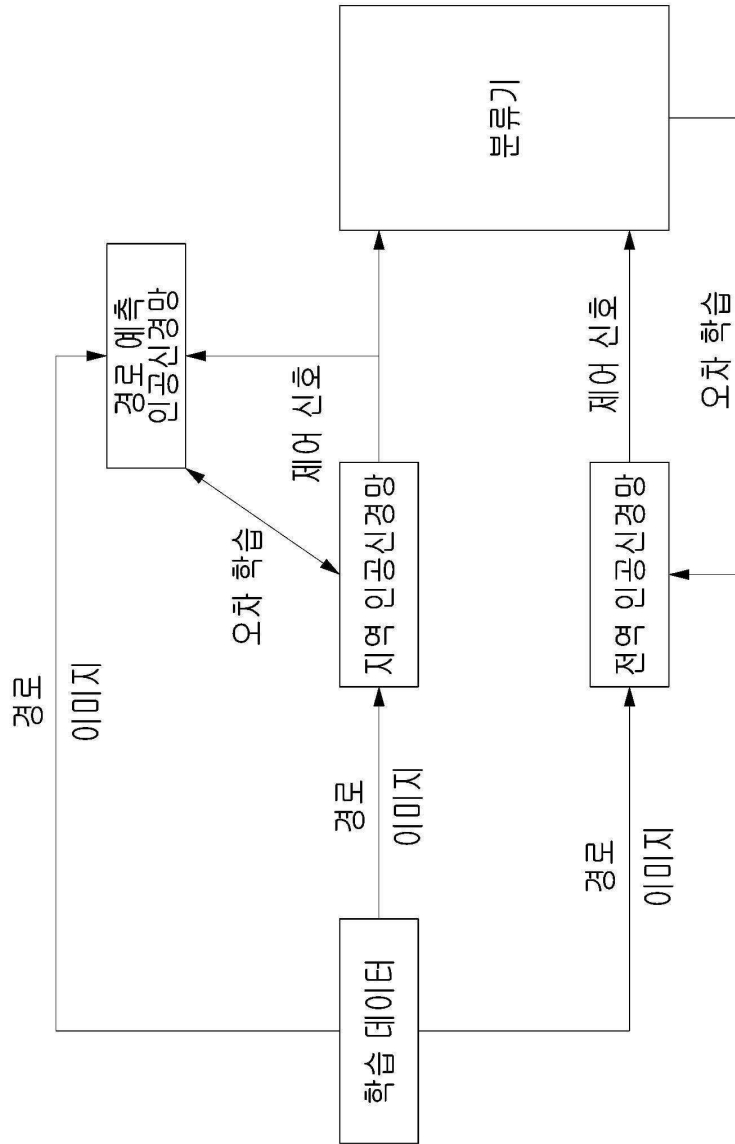 경로
이미지
경로 예측
인공신경망
오차 학습
제어 신호
학습 데이터
경로
이미지
지역 인공신경망
분류기
경로
이미지
전역 인공신경망
제어 신호
오차 학습